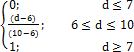 0; d ≤ 7
(d−6)/(10−6); 6 ≤ d ≤ 10
1; d ≥ 7